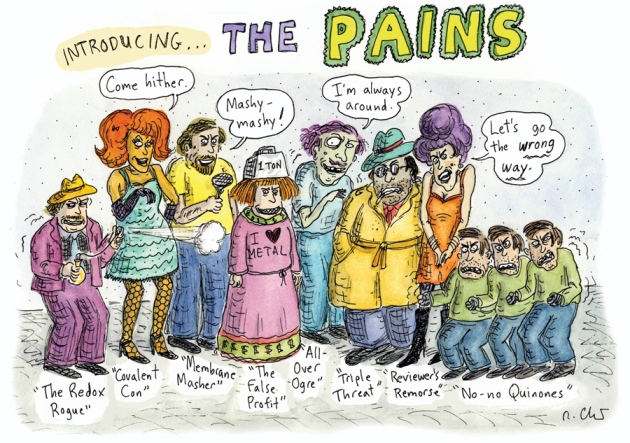 INTRODUCING... THE PAINS
Come hither.
Mashy-
mashy!
I'm always
around.
Let's go
the wrong
way.
1 TON
I ♥
METAL
"The Redox
Rogue"
"Covalent
Con"
"Membrane
Masher"
"The
False
Profit"
"All-
Over
Ogre"
"Triple
Threat"
"Reviewer's
Remorse"
"No-no Quinones"